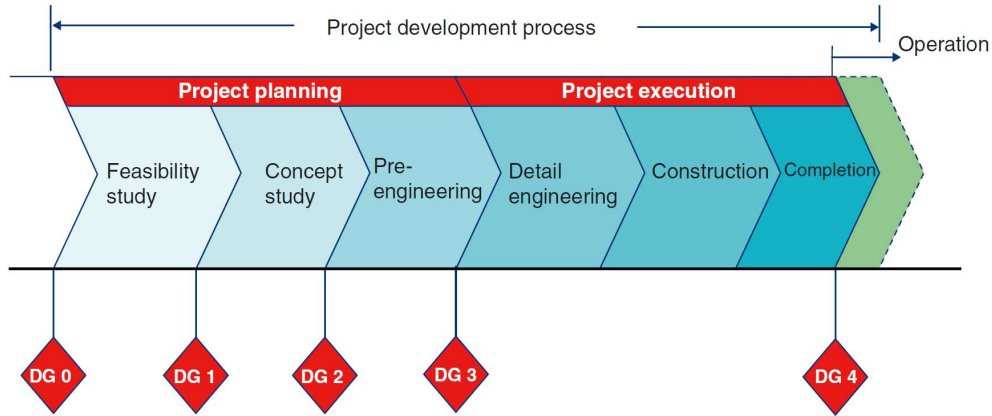 Project development process
Operation
Project planning
Project execution
Feasibility
study
Concept
study
Pre-
engineering
Detail
engineering
Construction
Completion
DG 0
DG 1
DG 2
DG 3
DG 4